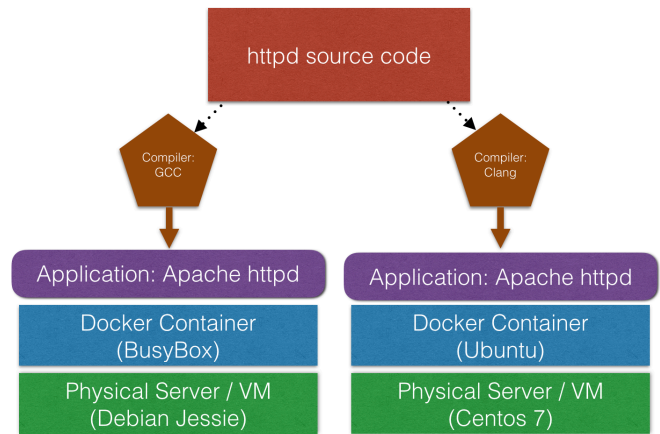 httpd source code
Compiler:
GCC
Compiler:
Clang
Application: Apache httpd
Application: Apache httpd
Docker Container
(BusyBox)
Docker Container
(Ubuntu)
Physical Server / VM
(Debian Jessie)
Physical Server / VM
(Centos 7)